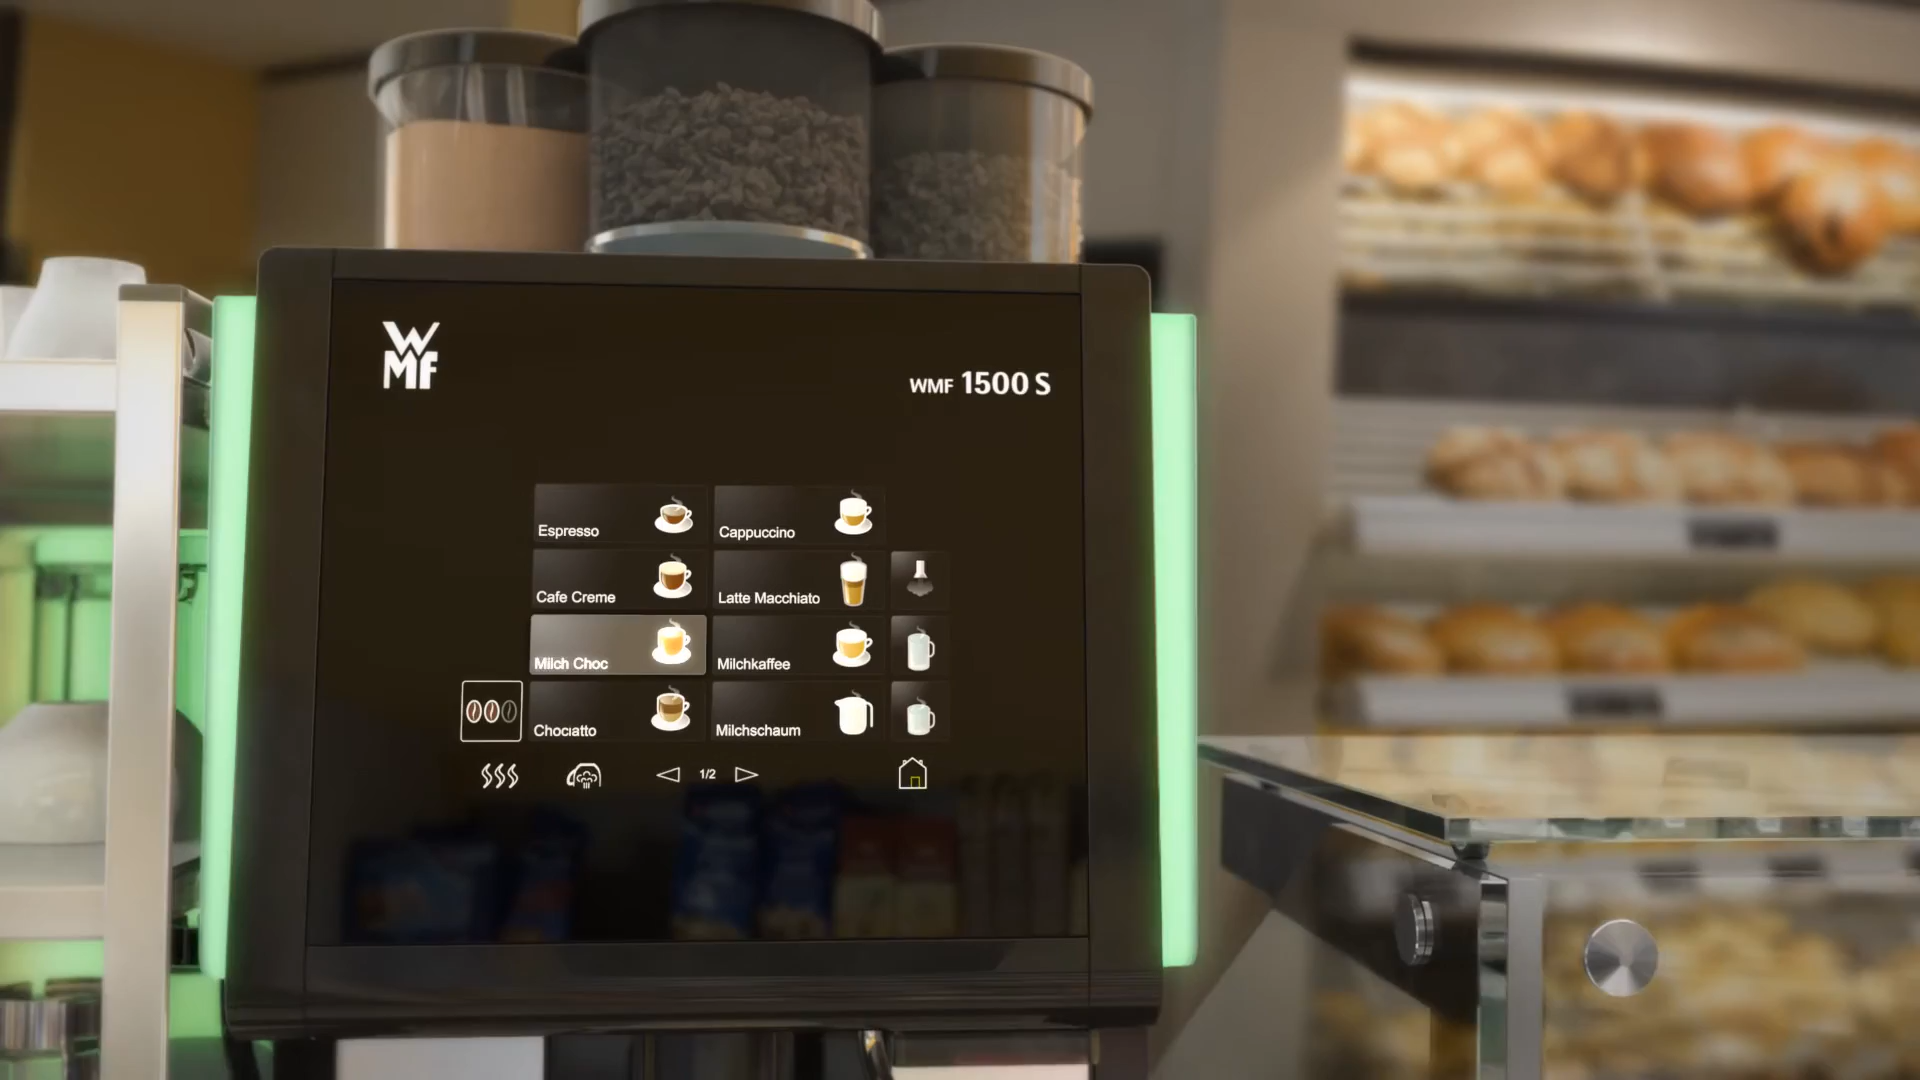 WMF
WMF 1500 S
Espresso
Cappuccino
Cafe Creme
Latte Macchiato
Milch Choc
Milchkaffee
Chociatto
Milchschaum
1/2